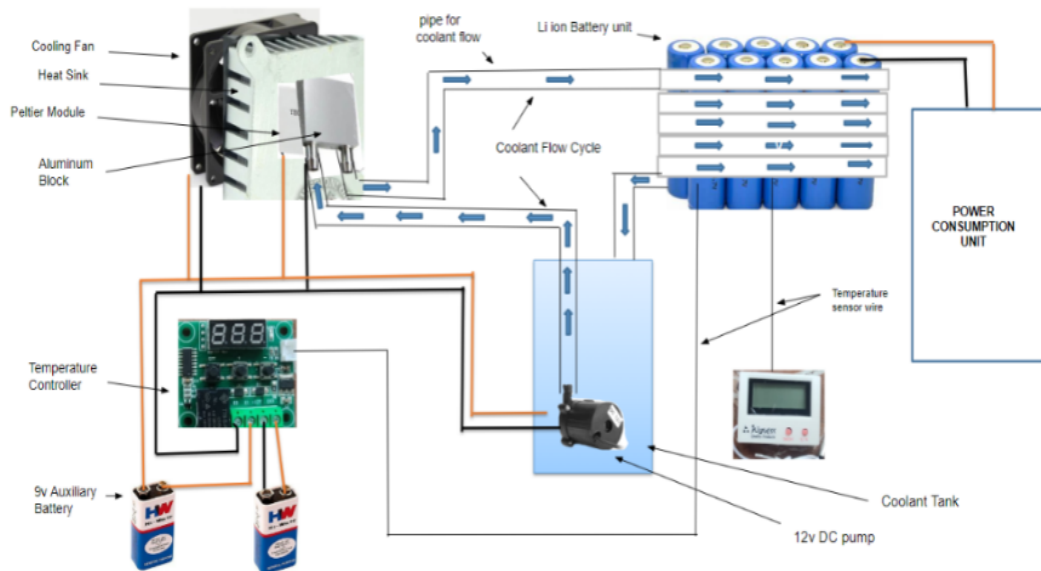 Cooling Fan
Heat Sink
Peltier Module
Aluminum
Block
pipe for
coolant flow
Li ion Battery unit
Coolant Flow Cycle
POWER
CONSUMPTION
UNIT
Temperature
sensor wire
Temperature
Controller
9v Auxiliary
Battery
HW
HW
Coolant Tank
12v DC pump